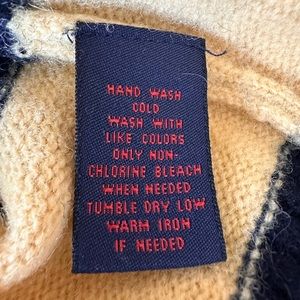 HAND WASH
COLD
WASH WITH
LIKE COLORS
ONLY NON-
CHLORINE BLEACH
WHEN NEEDED
TUMBLE DRY LOW
WARM IRON
IF NEEDED